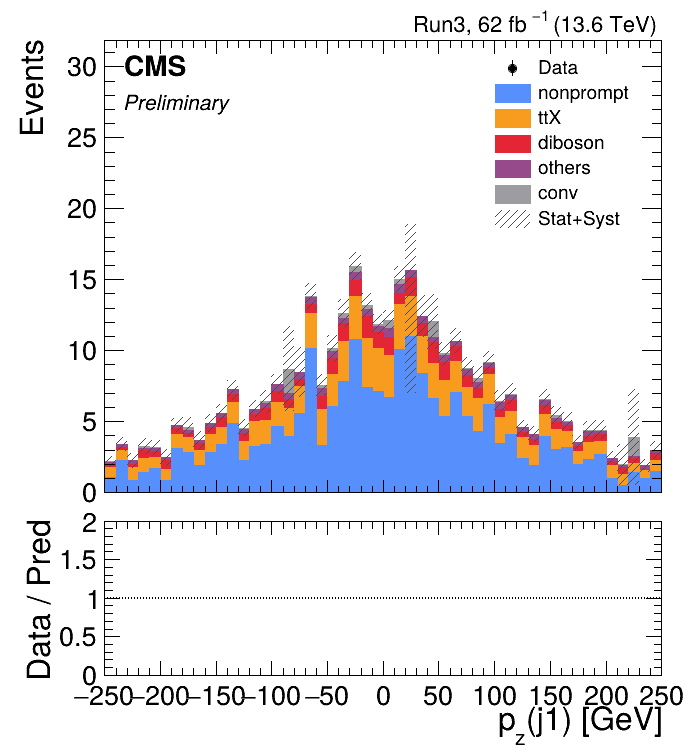 Run3, 62 fb⁻¹ (13.6 TeV)
CMS
Preliminary
Data
nonprompt
ttX
diboson
others
conv
Stat+Syst
Events
30
25
20
15
10
5
0
Data / Pred
2
1.5
1
0.5
0
−250 −200 −150 −100 −50 0 50 100 150 200 250
p_z(j1) [GeV]